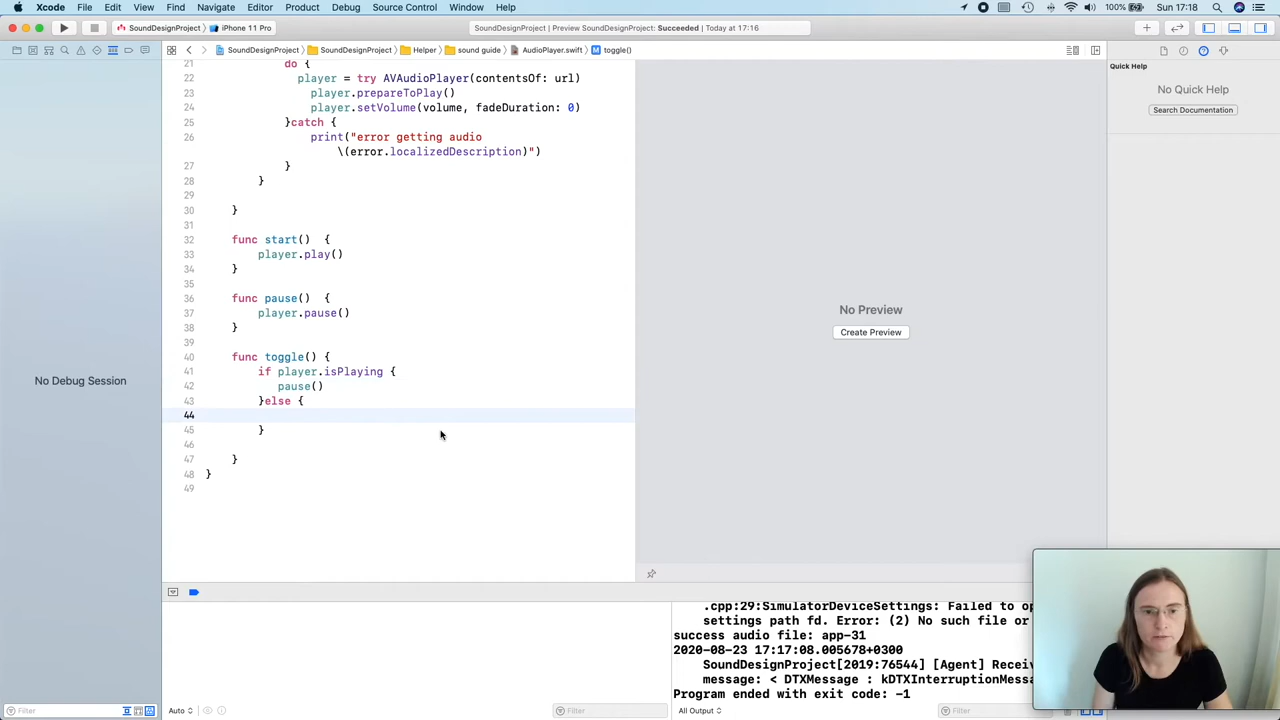 Xcode File Edit View Find Navigate Editor Product Debug Source Control Window Help 100% Sun 17:18
SoundDesignProject iPhone 11 Pro SoundDesignProject | Preview SoundDesignProject: Succeeded | Today at 17:16
SoundDesignProject SoundDesignProject Helper sound guide AudioPlayer.swift M toggle()
Quick Help
No Quick Help
Search Documentation
21 do {
22 player = try AVAudioPlayer(contentsOf: url)
23 player.prepareToPlay()
24 player.setVolume(volume, fadeDuration: 0)
25 }catch {
26 print("error getting audio
\(error.localizedDescription)")
27 }
28 }
29
30 }
31
32 func start() {
33 player.play()
34 }
35
36 func pause() {
37 player.pause()
38 }
39
40 func toggle() {
41 if player.isPlaying {
42 pause()
43 }else {
44
45 }
46
47 }
48 }
49
No Debug Session
No Preview
Create Preview
.cpp:29:SimulatorDeviceSettings: Failed to op
settings path fd. Error: (2) No such file or
success audio file: app-31
2020-08-23 17:17:08.005678+0300
SoundDesignProject[2019:76544] [Agent] Recei
message: < DTXMessage : kDTXInterruptionMessa
Program ended with exit code: -1
Filter Auto Filter All Output Filter